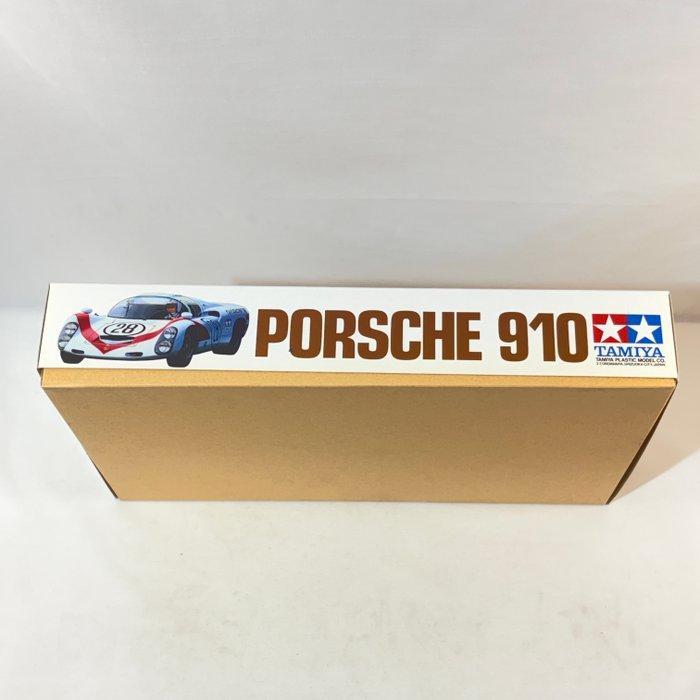 28
PORSCHE 910
TAMIYA
TAMIYA PLASTIC MODEL CO.